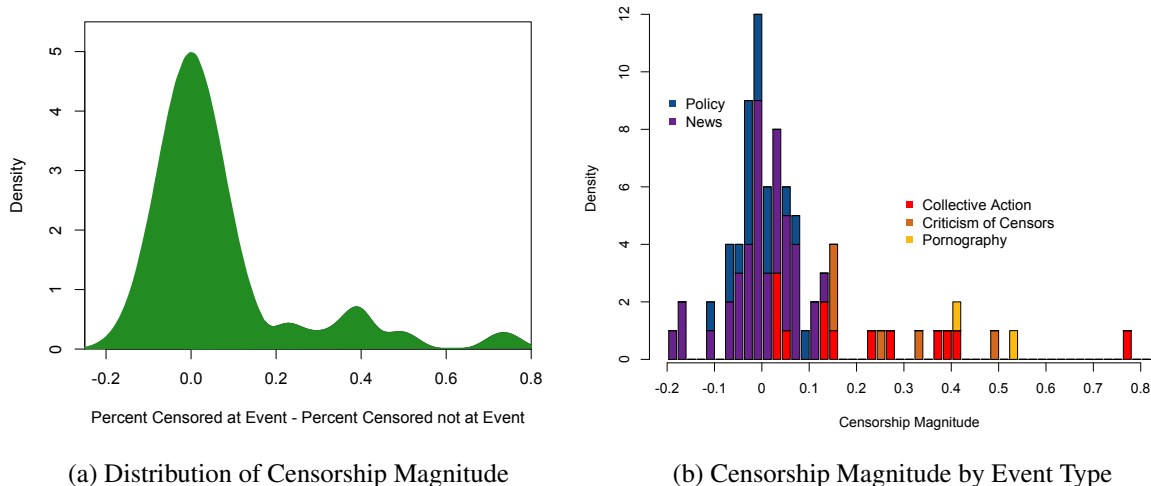 5
4
3
2
1
0
Density
-0.2 0.0 0.2 0.4 0.6 0.8
Percent Censored at Event - Percent Censored not at Event
(a) Distribution of Censorship Magnitude
12
10
8
6
4
2
0
Density
Policy
News
Collective Action
Criticism of Censors
Pornography
-0.2 -0.1 0 0.1 0.2 0.3 0.4 0.5 0.6 0.7 0.8
Censorship Magnitude
(b) Censorship Magnitude by Event Type